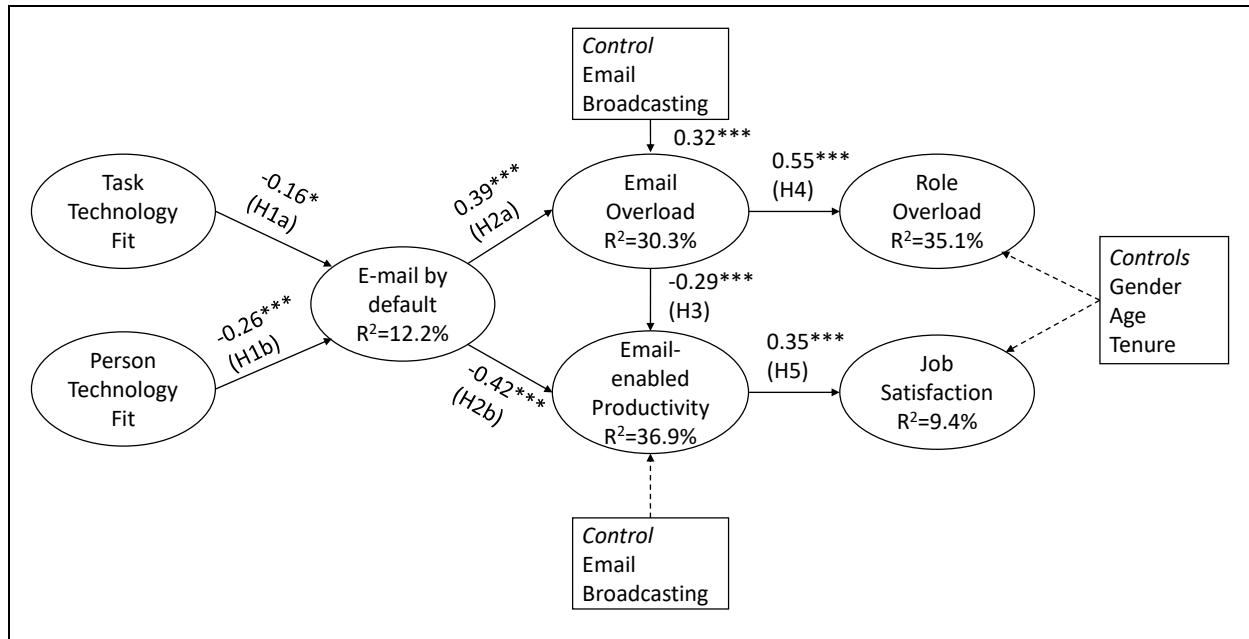 Control
Email
Broadcasting
0.32***
Task
Technology
Fit
-0.16*
(H1a)
Person
Technology
Fit
-0.26***
(H1b)
E-mail by
default
R²=12.2%
0.39***
(H2a)
-0.42***
(H2b)
Email
Overload
R²=30.3%
-0.29***
(H3)
Email-
enabled
Productivity
R²=36.9%
0.55***
(H4)
0.35***
(H5)
Role
Overload
R²=35.1%
Job
Satisfaction
R²=9.4%
Controls
Gender
Age
Tenure
Control
Email
Broadcasting